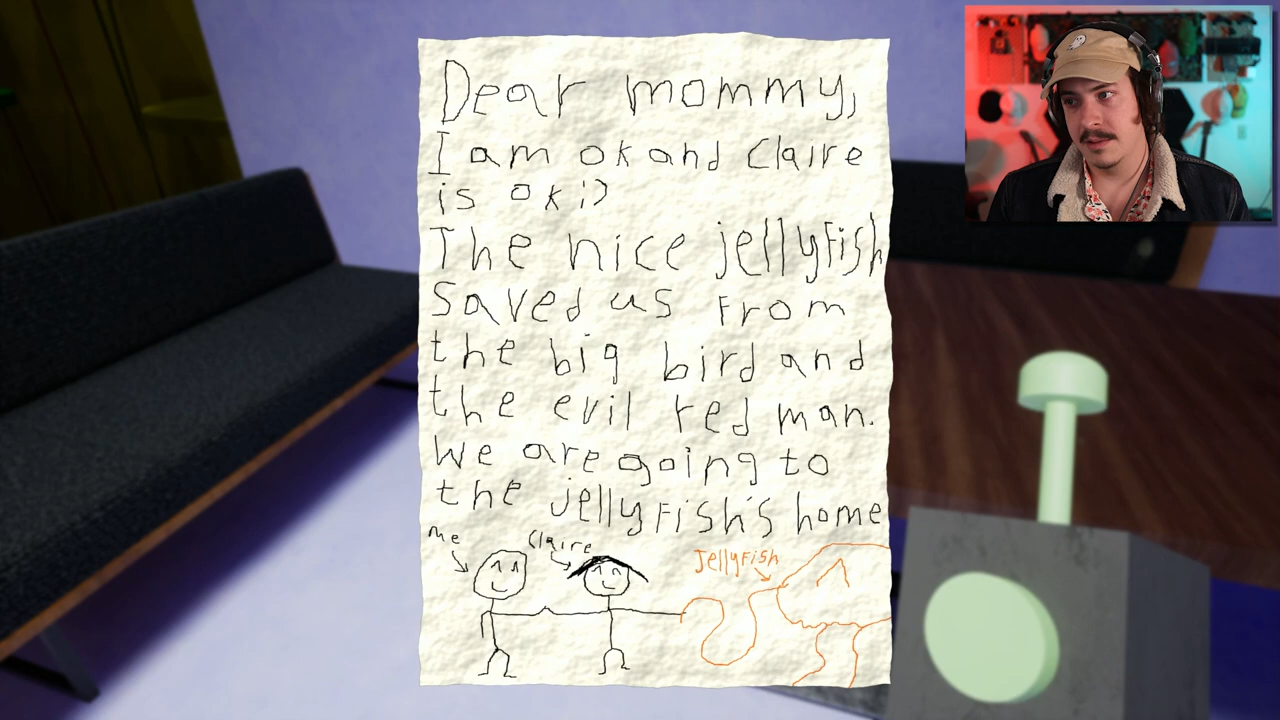 Dear mommy,
I am ok and Claire
is ok :)
The nice jellyfish
saved us from
the big bird and
the evil red man.
We are going to
the jellyfish's home
me
Claire
Jellyfish